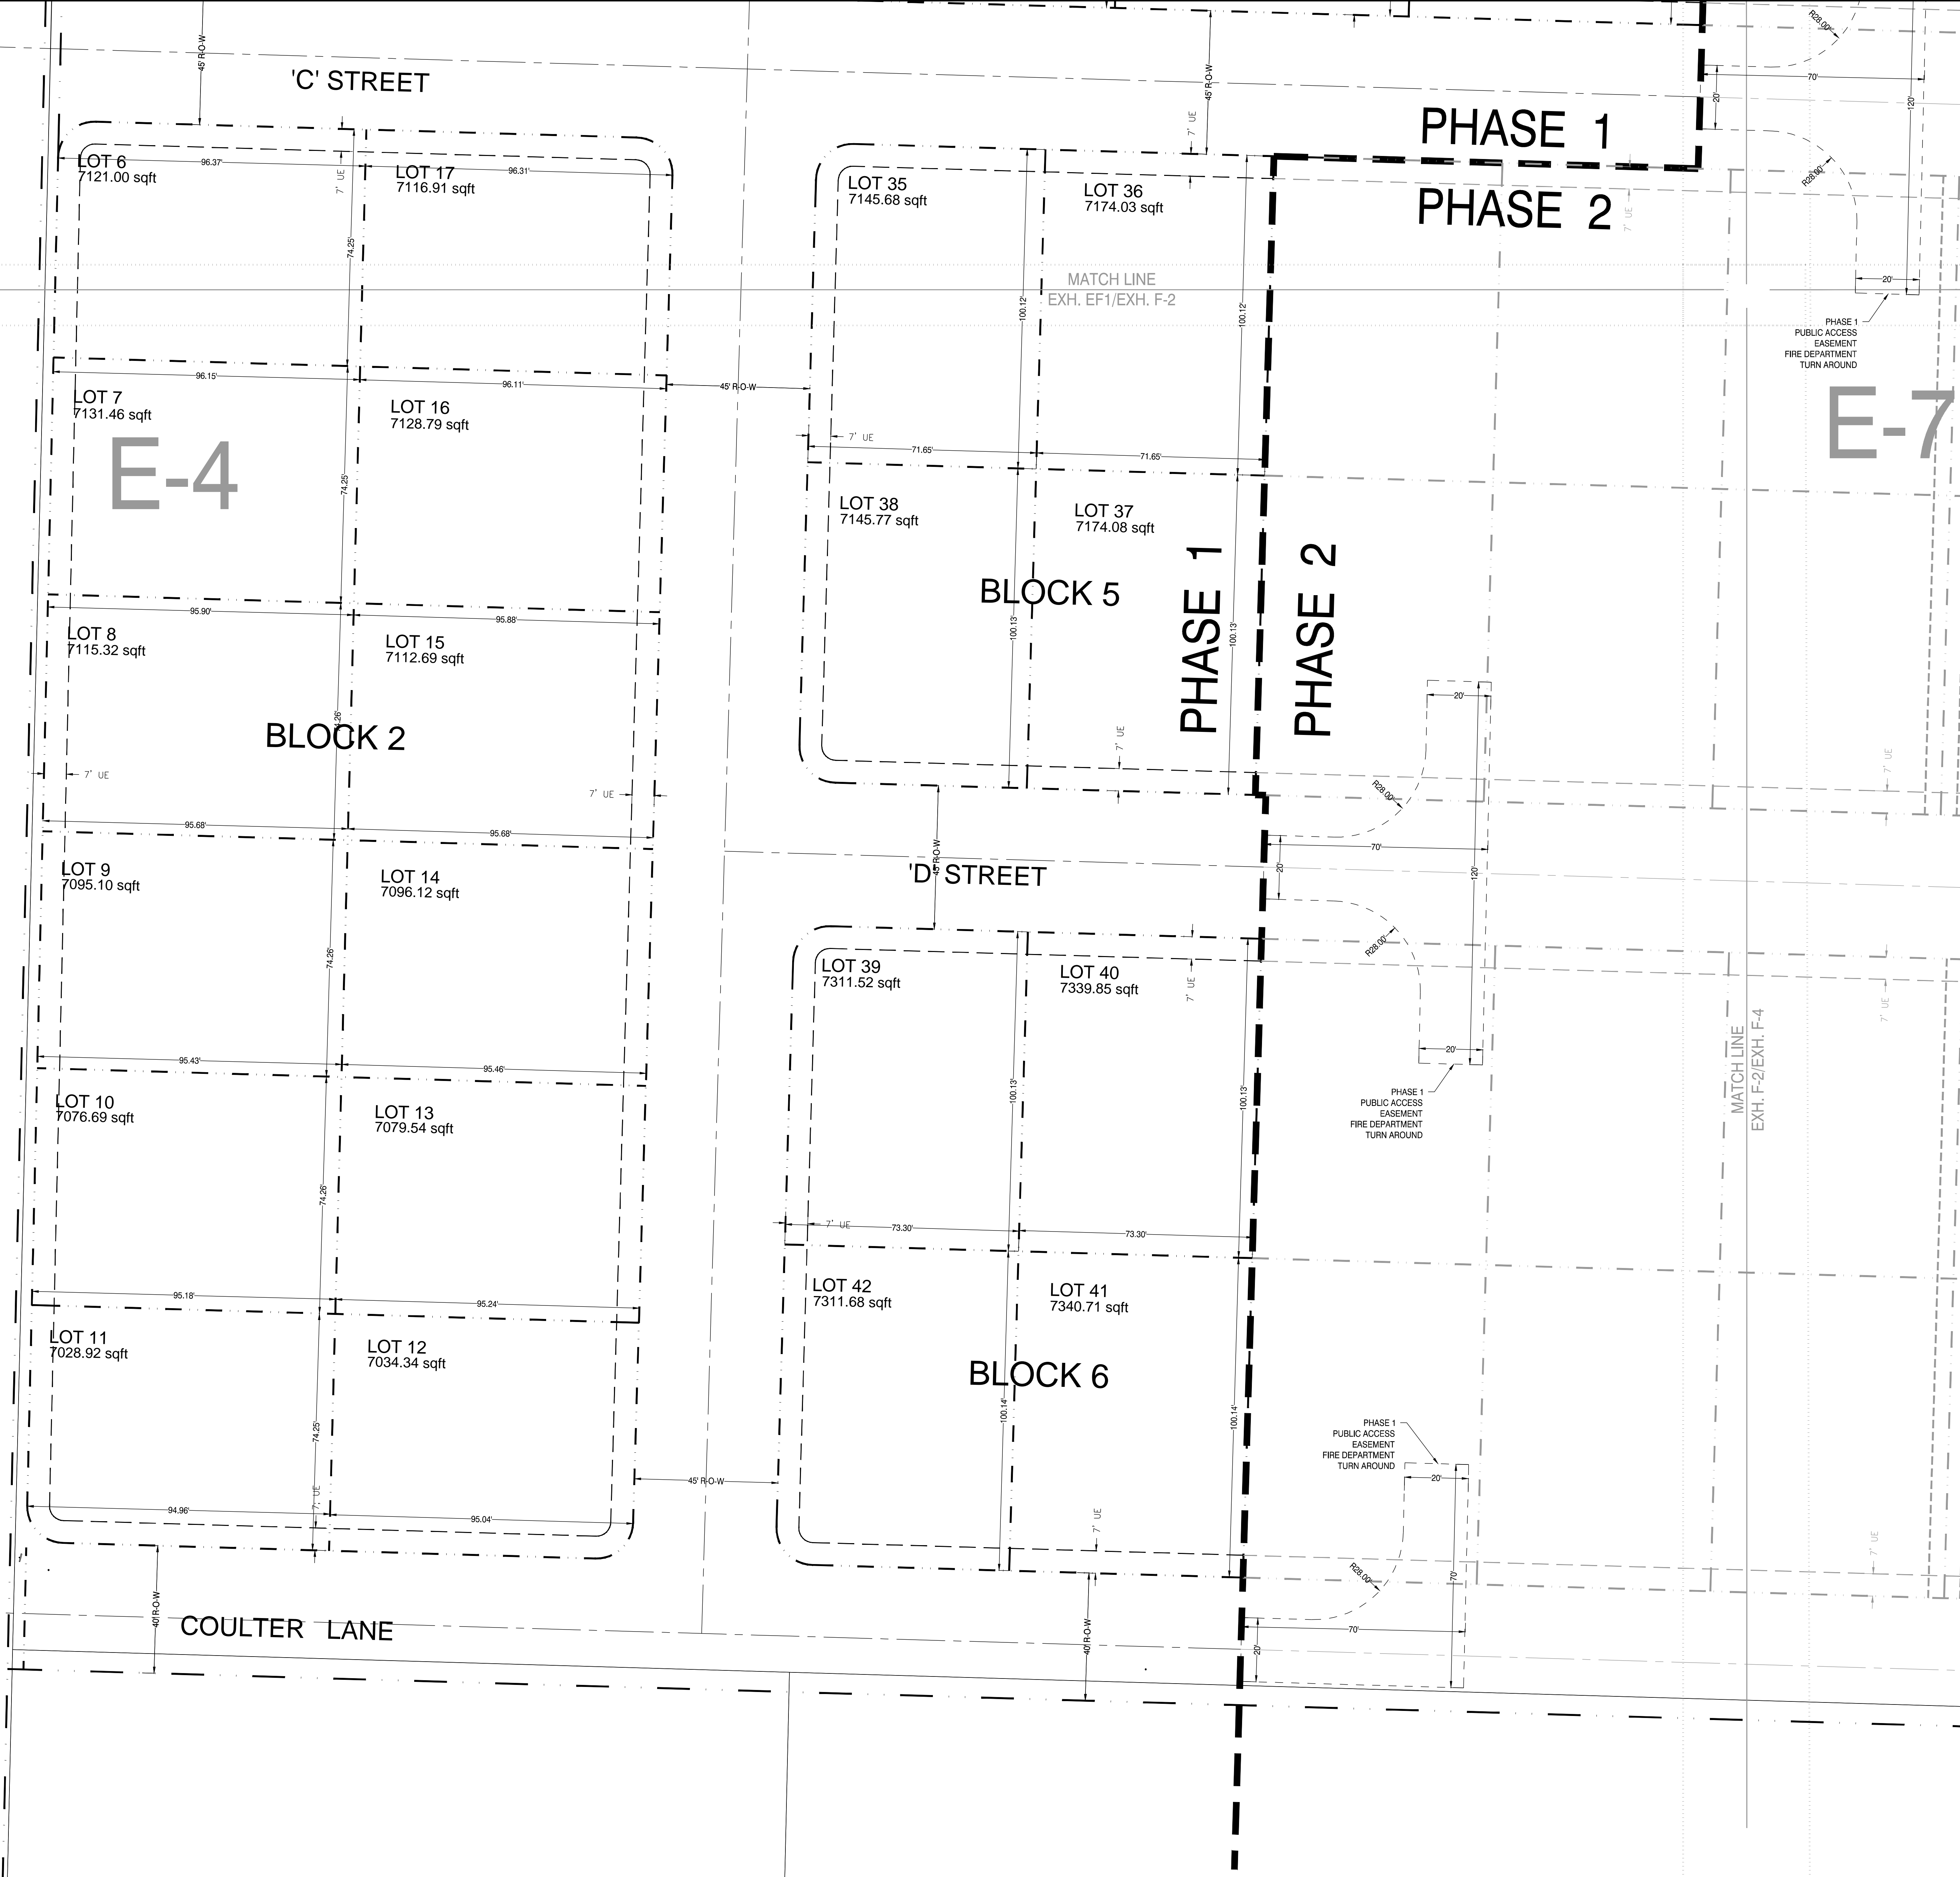 45' R-O-W
'C' STREET
45' R-O-W
7' UE
PHASE 1
PHASE 2
7' UE
R28.00'
70'
20'
120'
R28.00'
20'
LOT 6
7121.00 sqft
96.37'
7' UE
LOT 17
7116.91 sqft
96.31'
74.25'
LOT 35
7145.68 sqft
LOT 36
7174.03 sqft
100.12'
100.12'
MATCH LINE
EXH. EF1/EXH. F-2
PHASE 1
PUBLIC ACCESS
EASEMENT
FIRE DEPARTMENT
TURN AROUND
E-7
96.15'
96.11'
45' R-O-W
LOT 7
7131.46 sqft
LOT 16
7128.79 sqft
E-4
74.25'
7' UE
71.65'
71.65'
LOT 38
7145.77 sqft
LOT 37
7174.08 sqft
BLOCK 5
100.13'
100.13'
PHASE 1
PHASE 2
95.90'
95.88'
LOT 8
7115.32 sqft
LOT 15
7112.69 sqft
BLOCK 2
7' UE
7' UE
7' UE
20'
R28.00'
7' UE
95.68'
95.68'
LOT 9
7095.10 sqft
LOT 14
7096.12 sqft
74.26'
45' R-O-W
'D' STREET
70'
20'
120'
R28.00'
20'
PHASE 1
PUBLIC ACCESS
EASEMENT
FIRE DEPARTMENT
TURN AROUND
LOT 39
7311.52 sqft
LOT 40
7339.85 sqft
7' UE
7' UE
100.13'
100.13'
MATCH LINE
EXH. F-2/EXH. F-4
95.43'
95.46'
LOT 10
7076.69 sqft
LOT 13
7079.54 sqft
74.26'
7' UE
73.30'
73.30'
LOT 42
7311.68 sqft
LOT 41
7340.71 sqft
BLOCK 6
100.14'
100.14'
95.18'
95.24'
LOT 11
7028.92 sqft
LOT 12
7034.34 sqft
74.25'
7' UE
94.96'
95.04'
45' R-O-W
PHASE 1
PUBLIC ACCESS
EASEMENT
FIRE DEPARTMENT
TURN AROUND
20'
R28.00'
70'
70'
20'
7' UE
7' UE
40' R-O-W
COULTER LANE
40' R-O-W